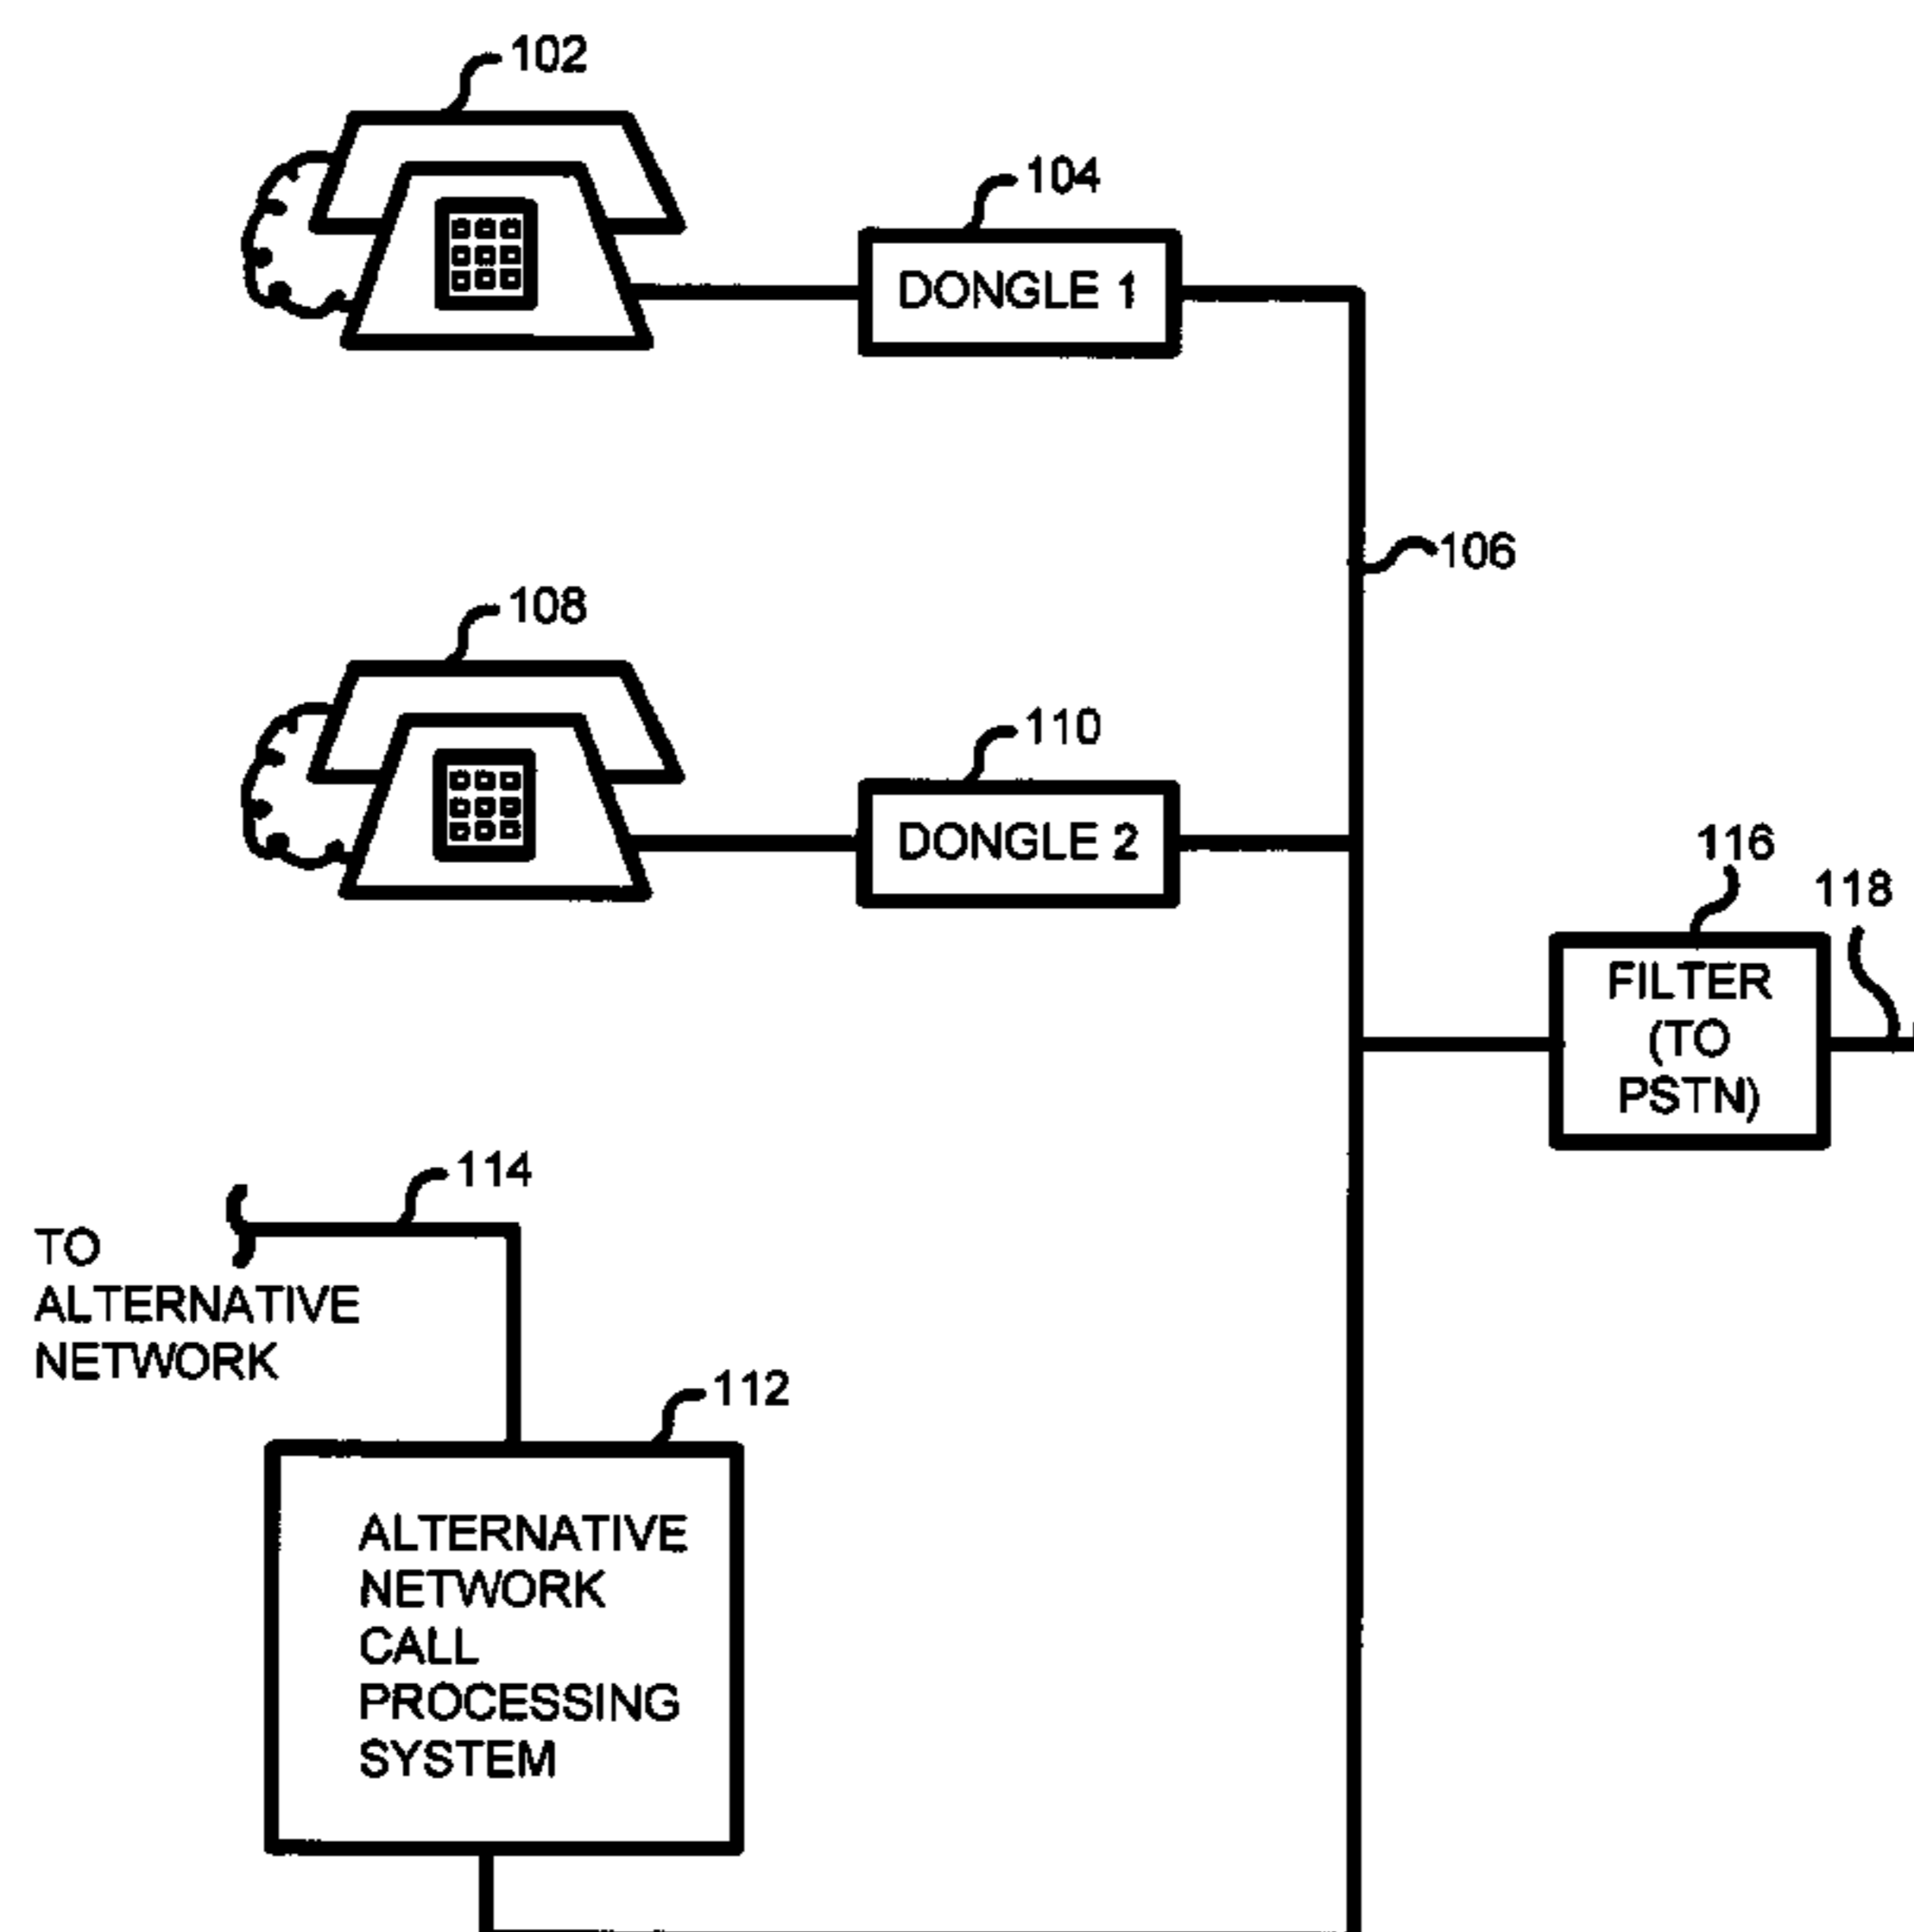 102
104
DONGLE 1
106
108
110
DONGLE 2
116
118
FILTER
(TO
PSTN)
114
TO
ALTERNATIVE
NETWORK
112
ALTERNATIVE
NETWORK
CALL
PROCESSING
SYSTEM